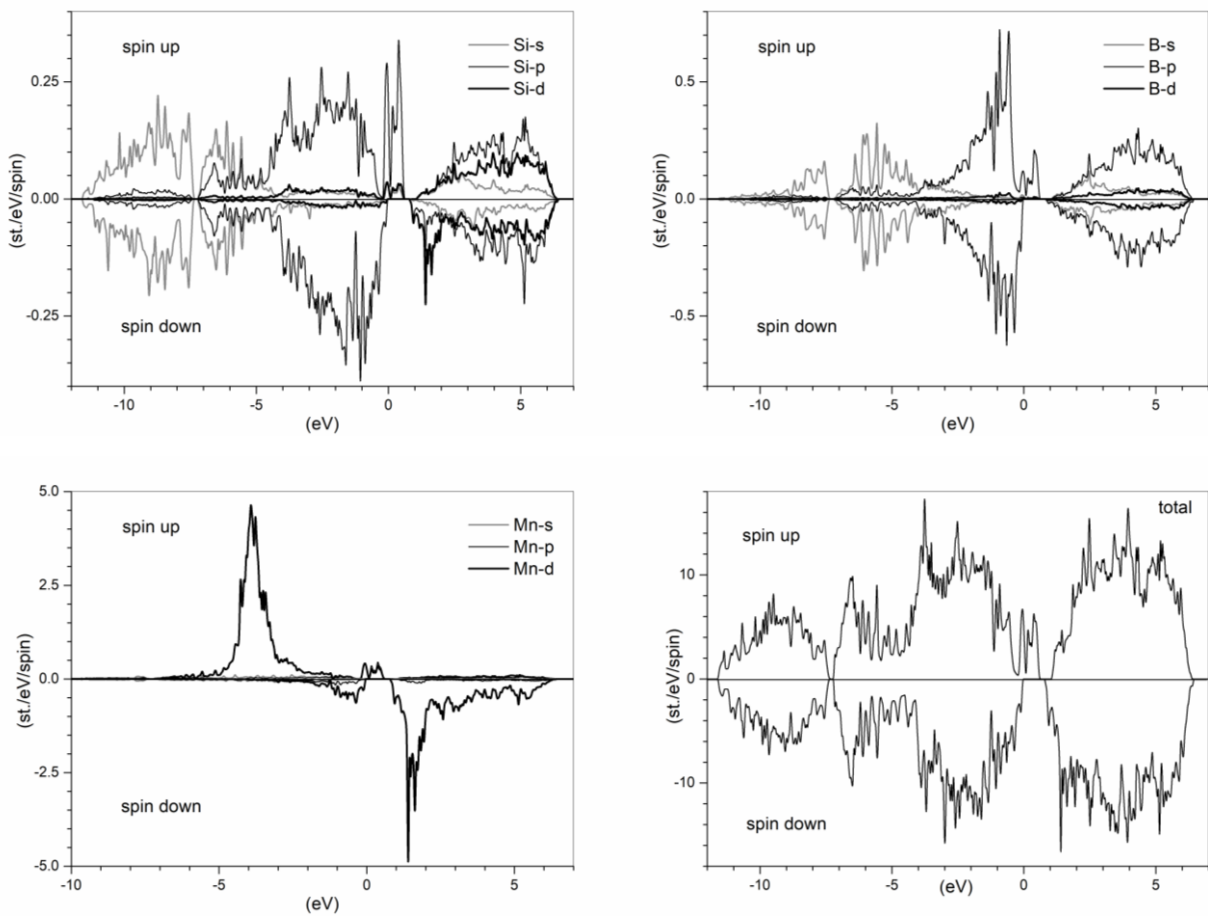 spin up
Si-s
Si-p
Si-d
0.25
0.00
-0.25
(st./eV/spin)
spin down
-10
-5
0
5
(eV)
spin up
B-s
B-p
B-d
0.5
0.0
-0.5
(st./eV/spin)
spin down
-10
-5
0
5
(eV)
5.0
spin up
Mn-s
Mn-p
Mn-d
2.5
0.0
-2.5
-5.0
(st./eV/spin)
spin down
-10
-5
0
5
(eV)
total
spin up
10
0
-10
(st./eV/spin)
spin down
-10
-5
0
5
(eV)